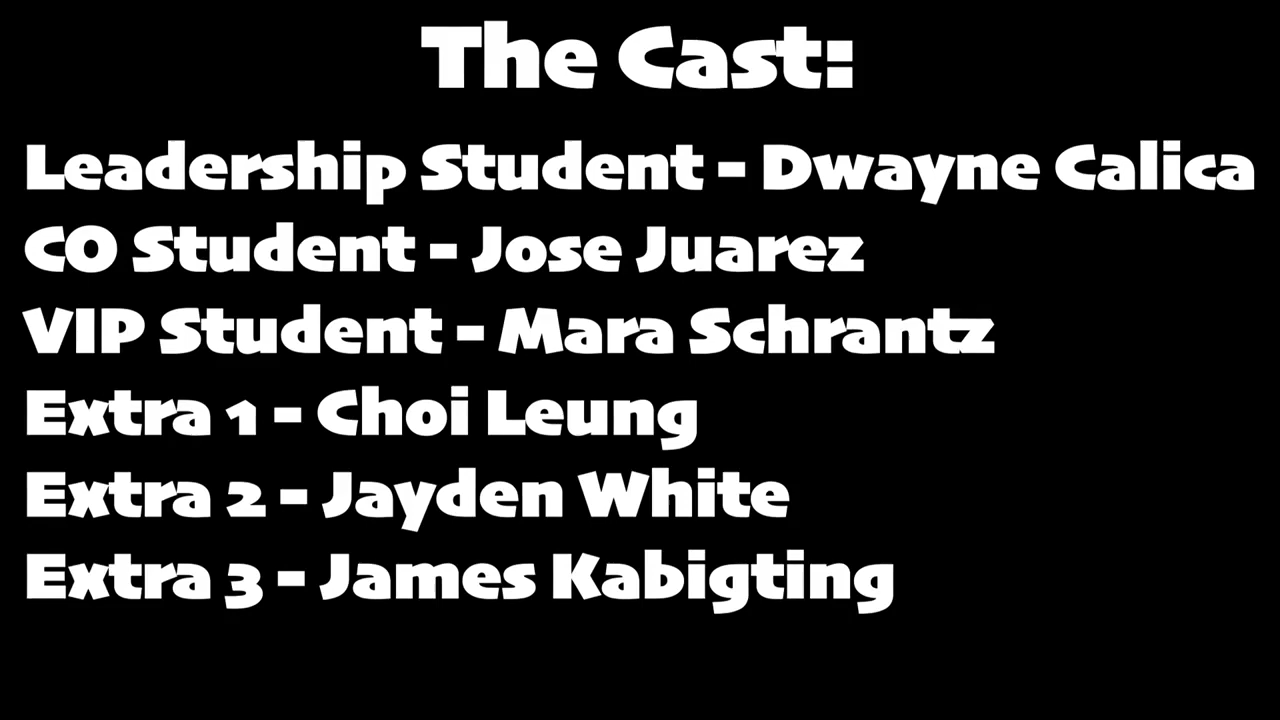 The Cast:
Leadership Student - Dwayne Calica
CO Student - Jose Juarez
VIP Student - Mara Schrantz
Extra 1 - Choi Leung
Extra 2 - Jayden White
Extra 3 - James Kabigting